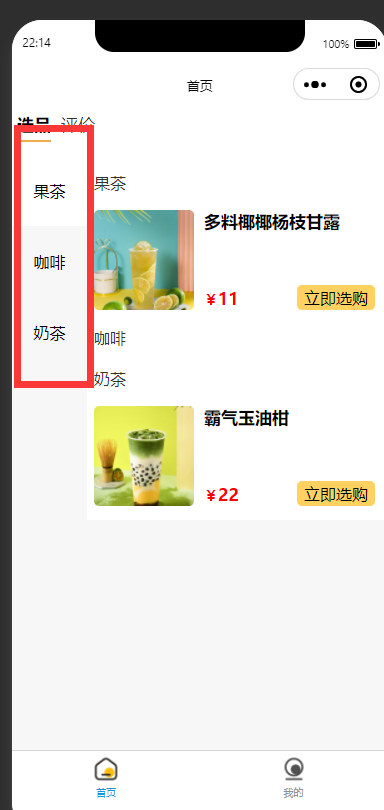 22:14
100%
首页
选品 评价
果茶
果茶
多料椰椰杨枝甘露
¥11 立即选购
咖啡
咖啡
奶茶
奶茶
霸气玉油柑
¥22 立即选购
首页 我的